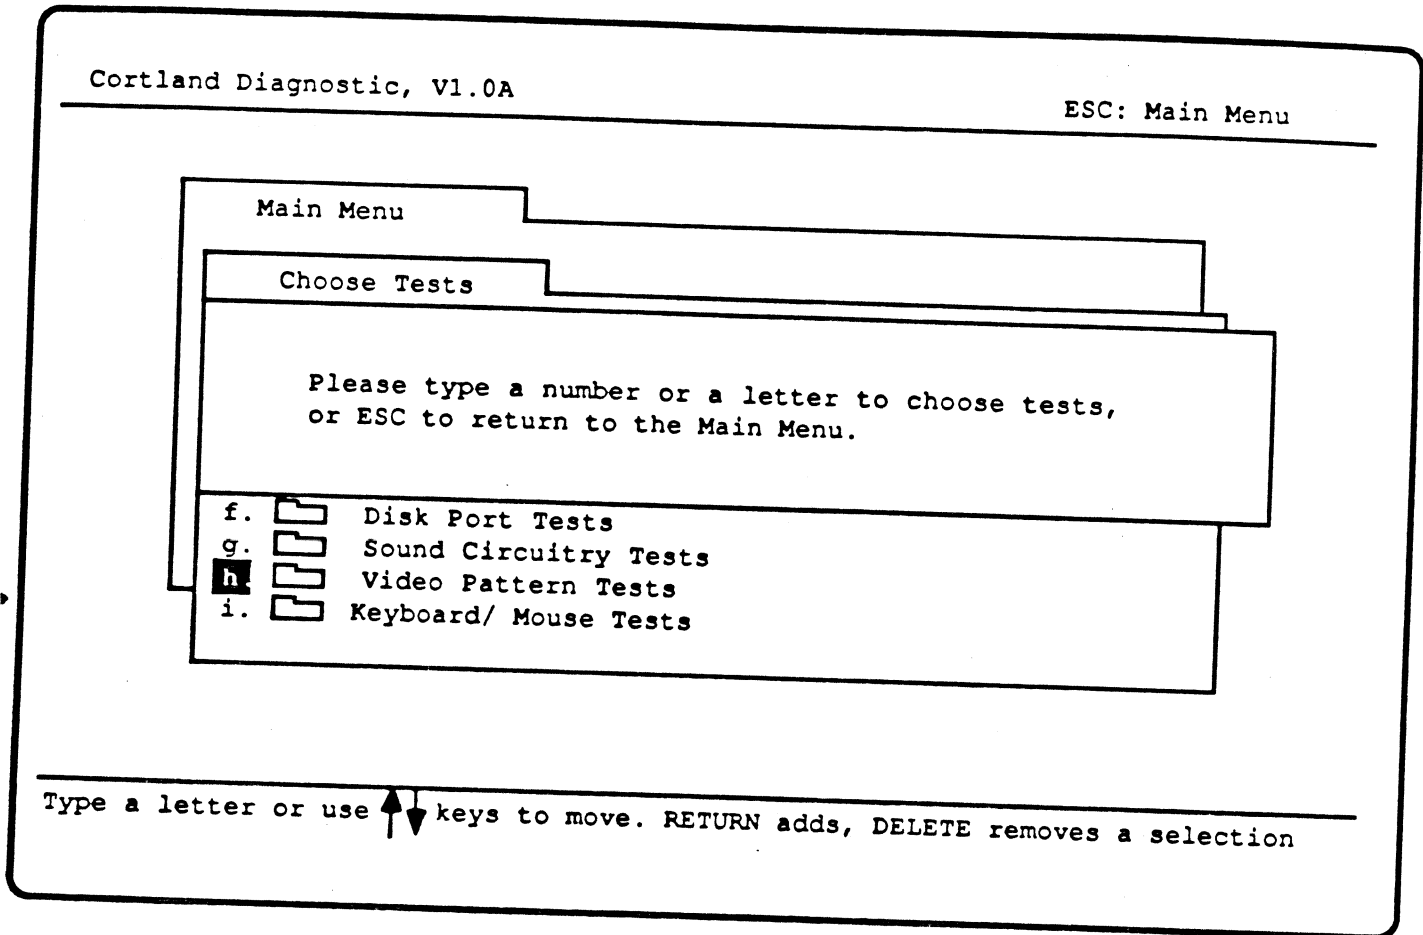 Cortland Diagnostic, V1.0A
ESC: Main Menu
Main Menu
Choose Tests
Please type a number or a letter to choose tests,
or ESC to return to the Main Menu.
f. Disk Port Tests
g. Sound Circuitry Tests
h Video Pattern Tests
i. Keyboard/ Mouse Tests
Type a letter or use keys to move. RETURN adds, DELETE removes a selection